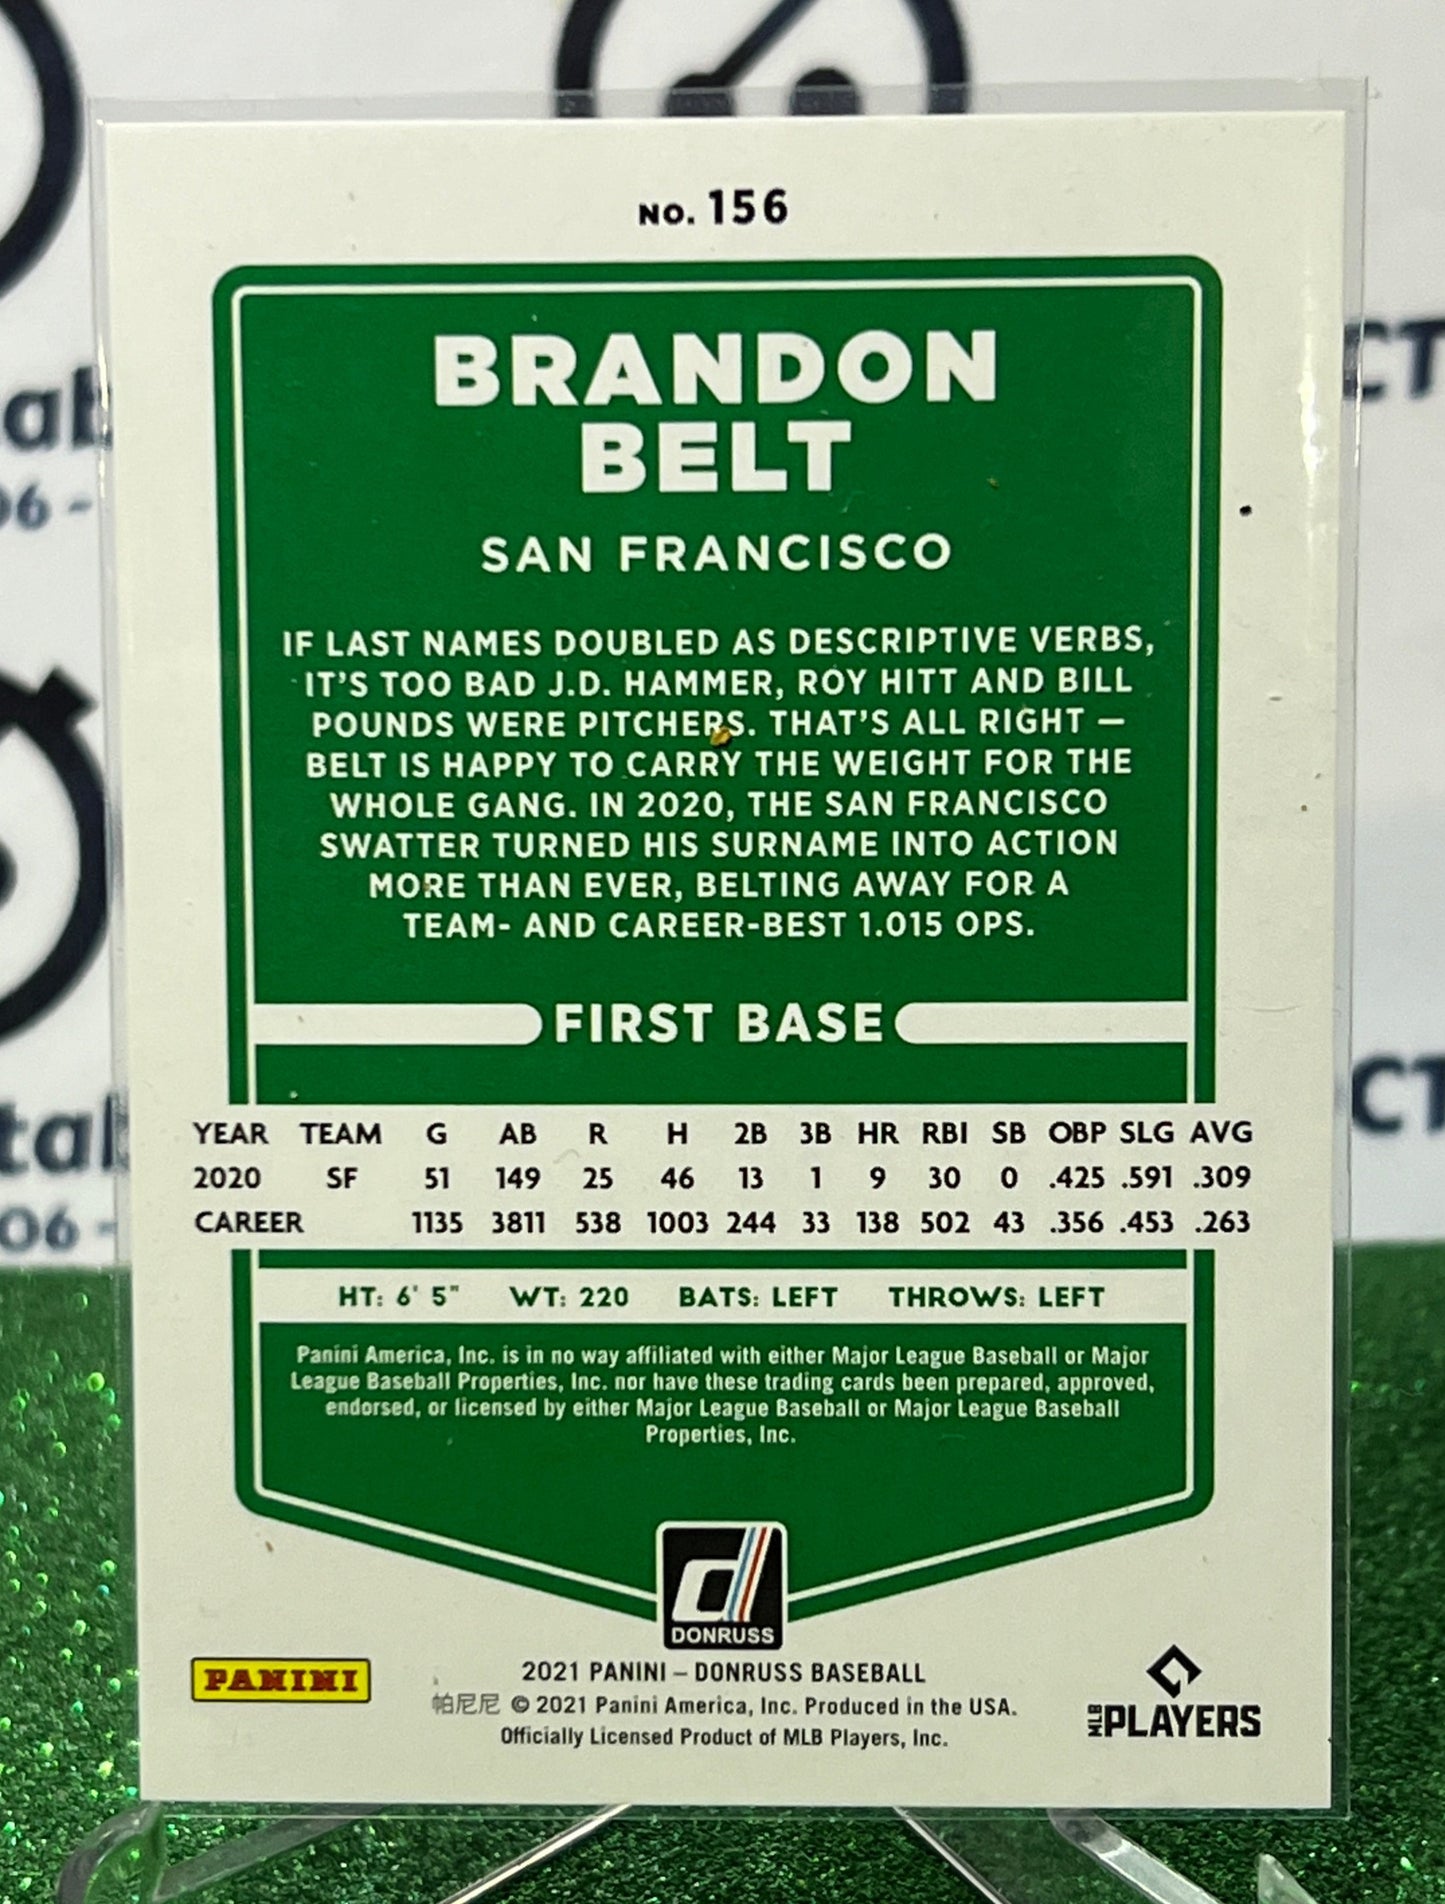 NO. 156
BRANDON
BELT
SAN FRANCISCO
IF LAST NAMES DOUBLED AS DESCRIPTIVE VERBS,
IT'S TOO BAD J.D. HAMMER, ROY HITT AND BILL
POUNDS WERE PITCHERS. THAT'S ALL RIGHT —
BELT IS HAPPY TO CARRY THE WEIGHT FOR THE
WHOLE GANG. IN 2020, THE SAN FRANCISCO
SWATTER TURNED HIS SURNAME INTO ACTION
MORE THAN EVER, BELTING AWAY FOR A
TEAM- AND CAREER-BEST 1.015 OPS.
FIRST BASE
YEAR TEAM G AB R H 2B 3B HR RBI SB OBP SLG AVG
2020 SF 51 149 25 46 13 1 9 30 0 .425 .591 .309
CAREER 1135 3811 538 1003 244 33 138 502 43 .356 .453 .263
HT: 6' 5" WT: 220 BATS: LEFT THROWS: LEFT
Panini America, Inc. is in no way affiliated with either Major League Baseball or Major
League Baseball Properties, Inc. nor have these trading cards been prepared, approved,
endorsed, or licensed by either Major League Baseball or Major League Baseball
Properties, Inc.
DONRUSS
PANINI
2021 PANINI – DONRUSS BASEBALL
帕尼尼 © 2021 Panini America, Inc. Produced in the USA.
Officially Licensed Product of MLB Players, Inc.
MLB PLAYERS